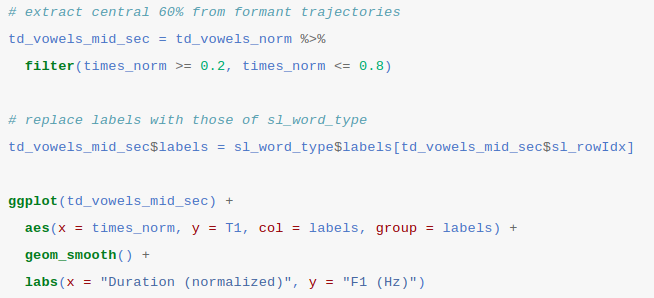 # extract central 60% from formant trajectories
td_vowels_mid_sec = td_vowels_norm %>%
  filter(times_norm >= 0.2, times_norm <= 0.8)

# replace labels with those of sl_word_type
td_vowels_mid_sec$labels = sl_word_type$labels[td_vowels_mid_sec$sl_rowIdx]

ggplot(td_vowels_mid_sec) +
  aes(x = times_norm, y = T1, col = labels, group = labels) +
  geom_smooth() +
  labs(x = "Duration (normalized)", y = "F1 (Hz)")